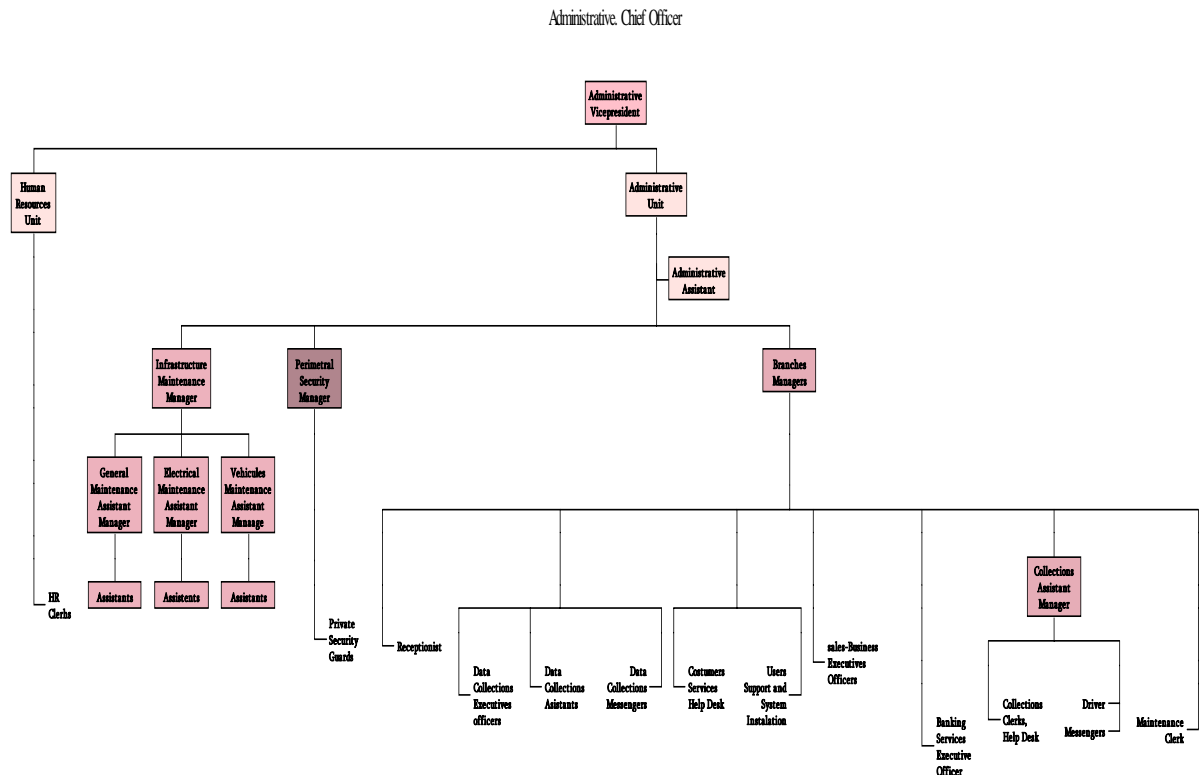 Administrative. Chief Officer
Administrative
Vicepresident
Human
Resources
Unit
Administrative
Unit
Administrative
Assistant
Infrastructure
Maintenance
Manager
Perimetral
Security
Manager
Branches
Managers
General
Maintenance
Assistant
Manager
Electrical
Maintenance
Assistant
Manager
Vehicules
Maintenance
Assistant
Manaage
Collections
Assistant
Manager
HR
Clerhs
Assistants
Assistents
Assistants
Private
Security
Guards
Receptionist
Data
Collections
Executives
officers
Data
Collections
Asistants
Data
Collections
Messengers
Costumers
Services
Help Desk
Users
Support and
System
Instalation
sales-Business
Executives
Officers
Banking
Services
Executive
Officer
Collections
Clerks,
Help Desk
Driver
Messengers
Maintenance
Clerk